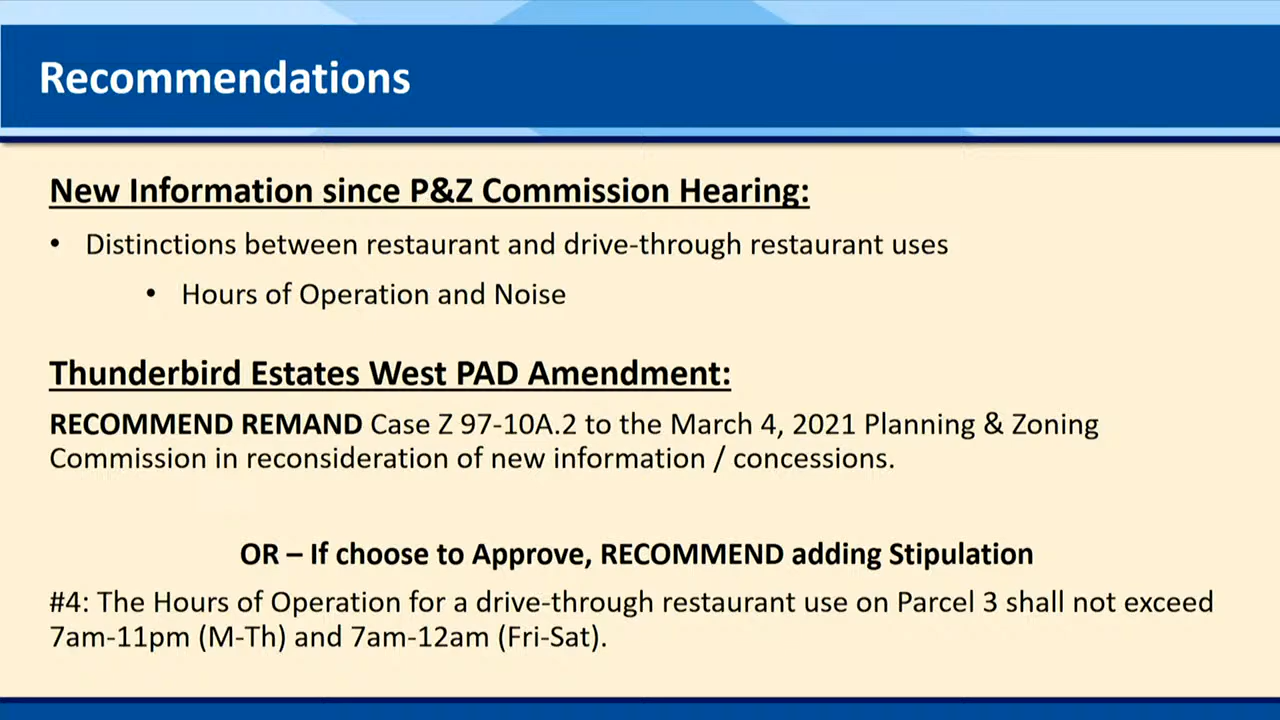 Recommendations
New Information since P&Z Commission Hearing:
• Distinctions between restaurant and drive-through restaurant uses
• Hours of Operation and Noise
Thunderbird Estates West PAD Amendment:
RECOMMEND REMAND Case Z 97-10A.2 to the March 4, 2021 Planning & Zoning
Commission in reconsideration of new information / concessions.
OR – If choose to Approve, RECOMMEND adding Stipulation
#4: The Hours of Operation for a drive-through restaurant use on Parcel 3 shall not exceed
7am-11pm (M-Th) and 7am-12am (Fri-Sat).